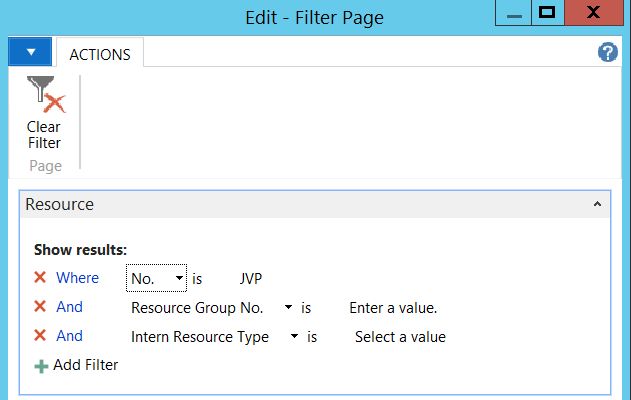 Edit - Filter Page
ACTIONS
Clear
Filter
Page
Resource
Show results:
Where No. is JVP
And Resource Group No. is Enter a value.
And Intern Resource Type is Select a value
Add Filter